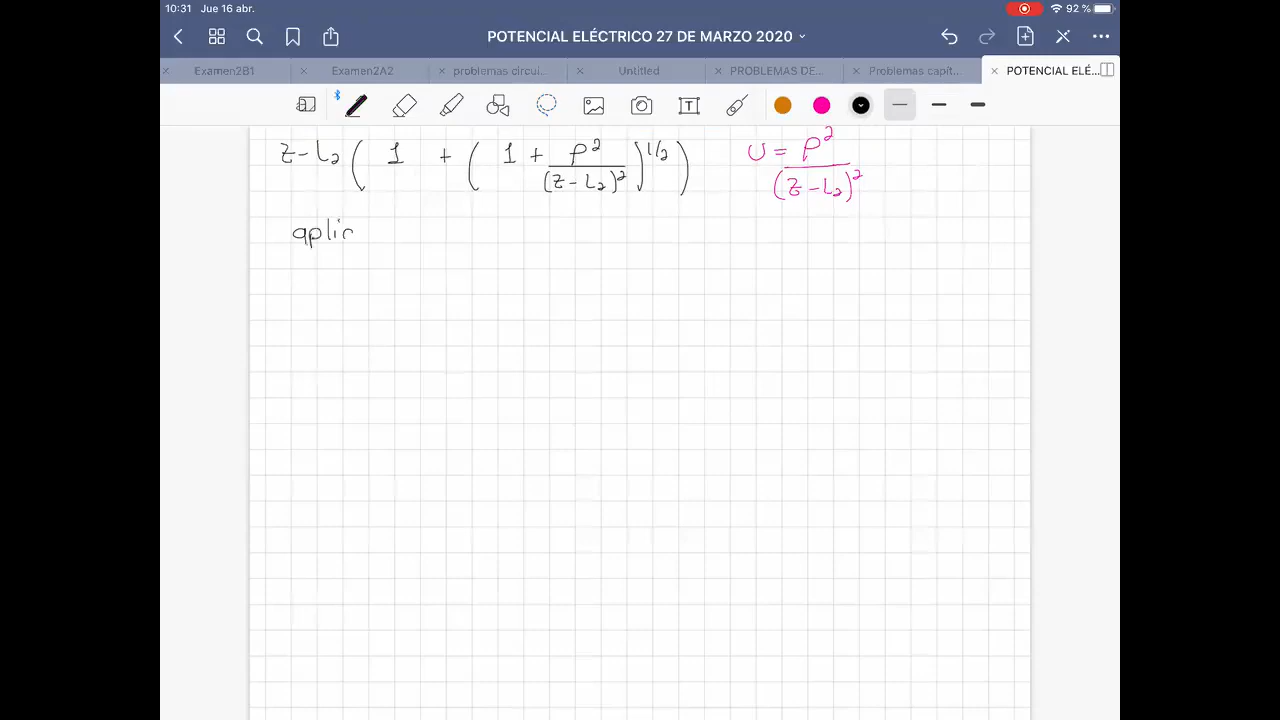 10:31 Jue 16 abr. 92 %
POTENCIAL ELÉCTRICO 27 DE MARZO 2020
Examen2B1 Examen2A2 problemas circui... Untitled PROBLEMAS DE... Problemas capít... POTENCIAL ELÉ...
z-L₂ ( 1 + ( 1 + ρ²/(z-L₂)² )^1/2 ) U = ρ²/(z-L₂)²
aplic